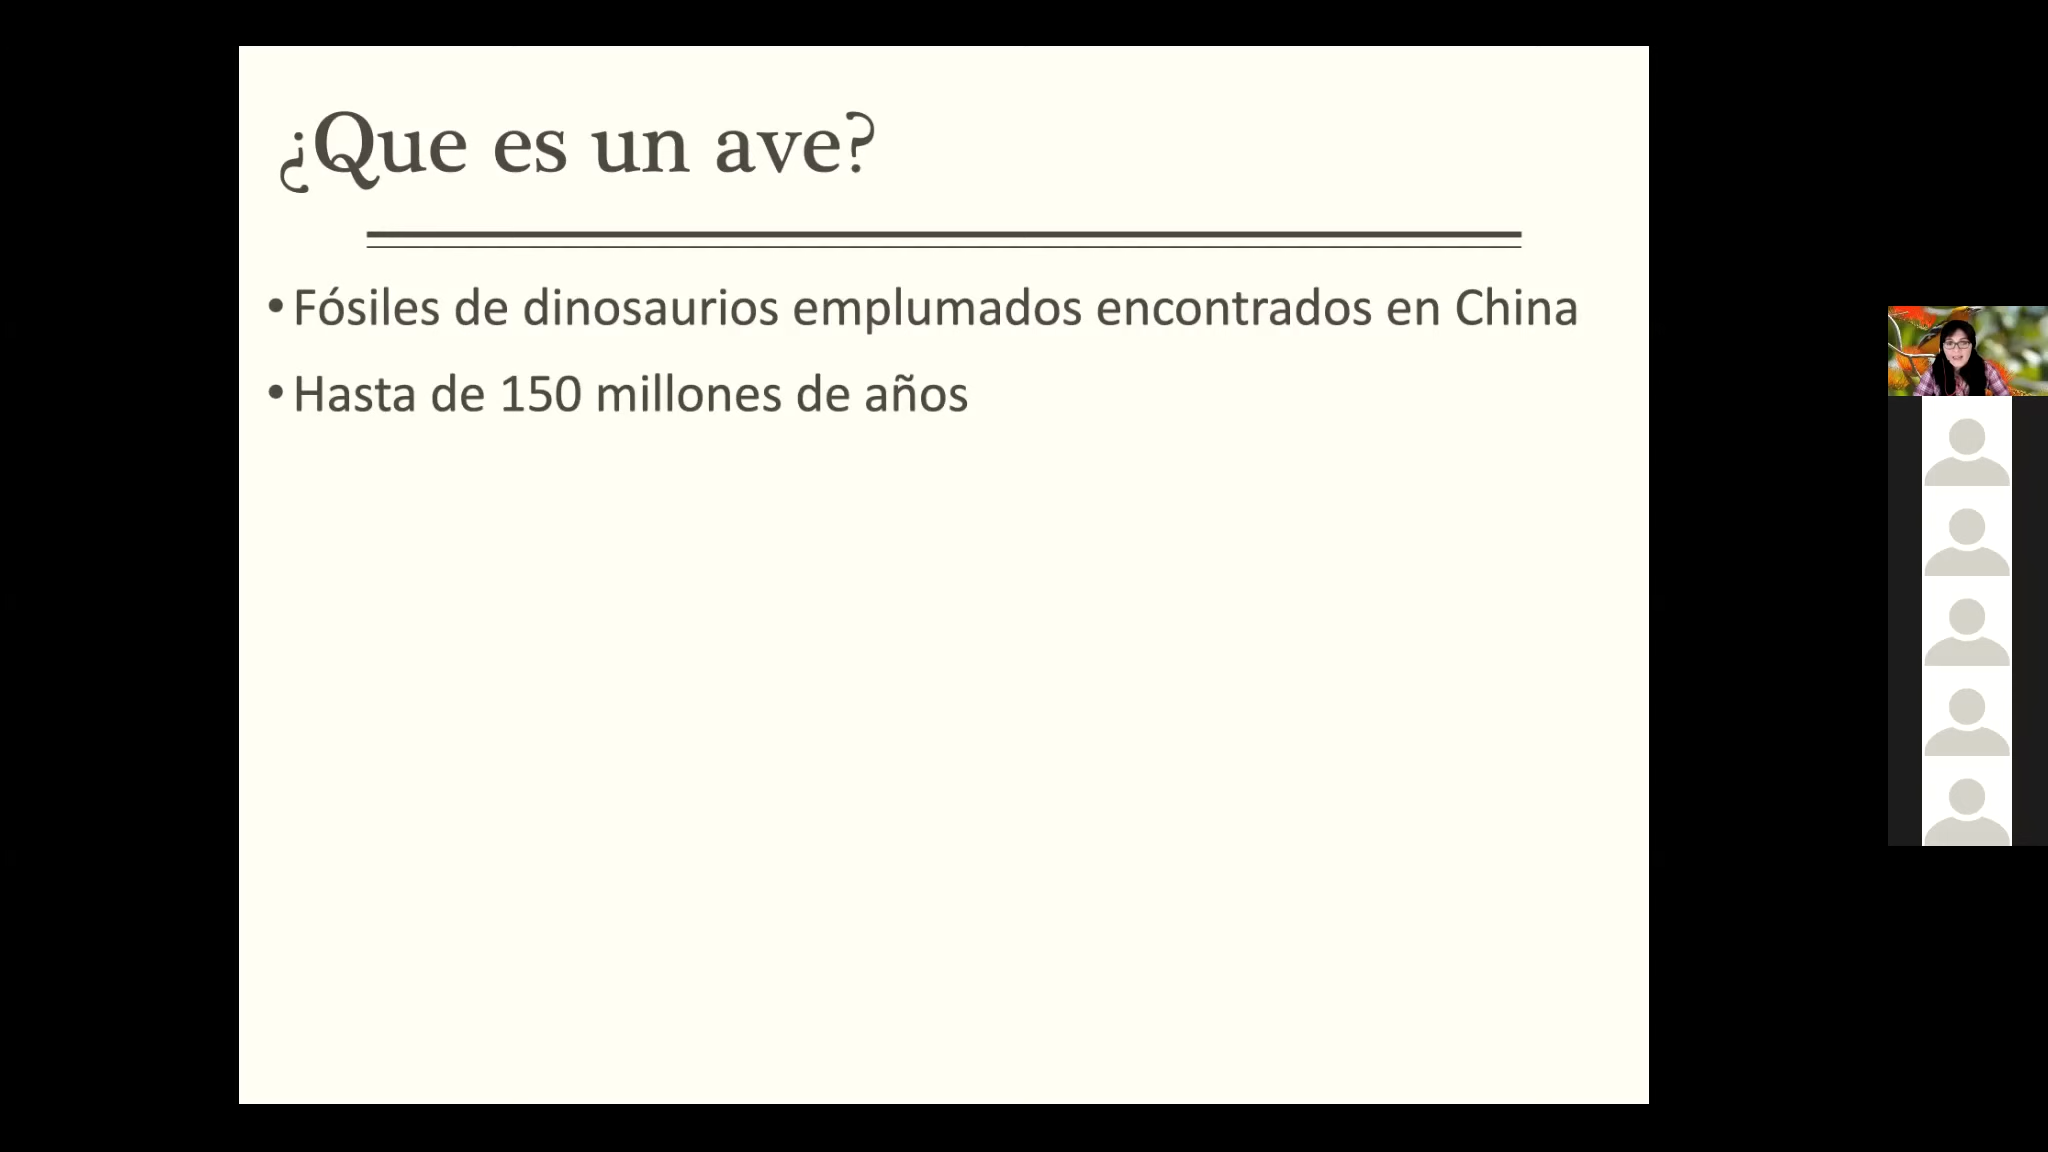 ¿Que es un ave?
• Fósiles de dinosaurios emplumados encontrados en China
• Hasta de 150 millones de años